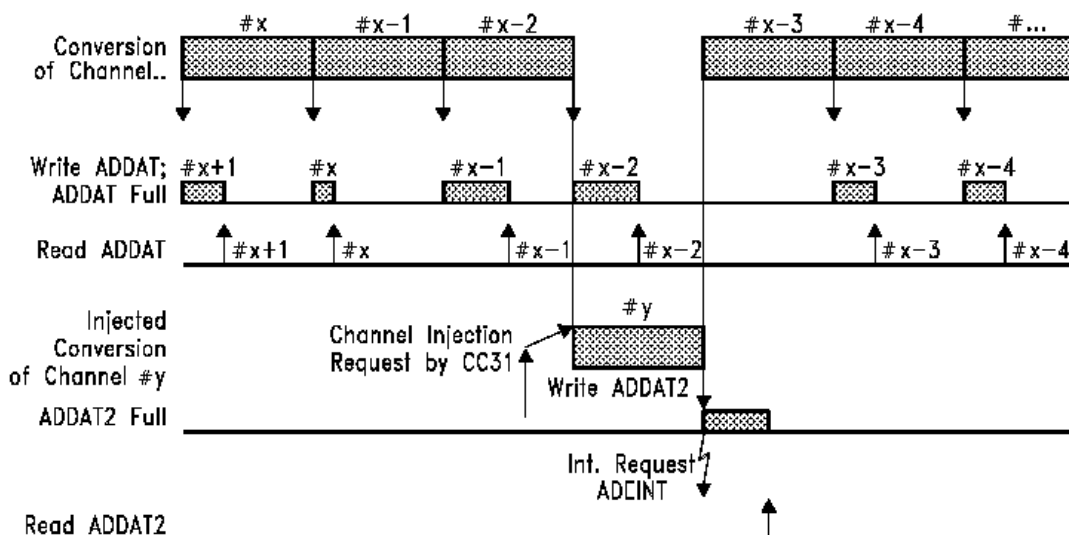 #x #x-1 #x-2 #x-3 #x-4 #...
Conversion
of Channel..
Write ADDAT;
ADDAT Full
#x+1 #x #x-1 #x-2 #x-3 #x-4
Read ADDAT
#x+1 #x #x-1 #x-2 #x-3 #x-4
Injected
Conversion
of Channel #y
#y
Channel Injection
Request by CC31
Write ADDAT2
ADDAT2 Full
Int. Request
ADEINT
Read ADDAT2